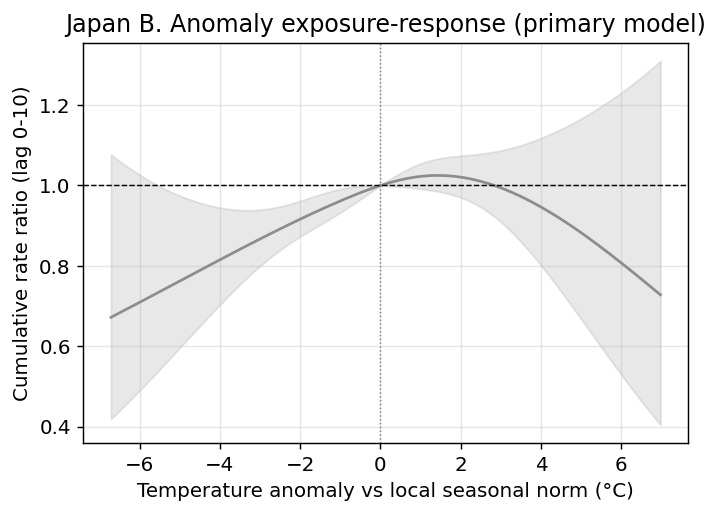 Japan B. Anomaly exposure-response (primary model)
Cumulative rate ratio (lag 0-10)
1.2
1.0
0.8
0.6
0.4
−6 −4 −2 0 2 4 6
Temperature anomaly vs local seasonal norm (°C)